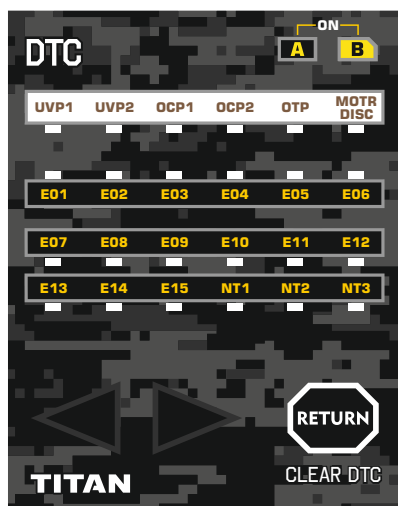 ON
DTC
A B
UVP1 UVP2 OCP1 OCP2 OTP MOTR DISC
E01 E02 E03 E04 E05 E06
E07 E08 E09 E10 E11 E12
E13 E14 E15 NT1 NT2 NT3
RETURN
CLEAR DTC
TITAN